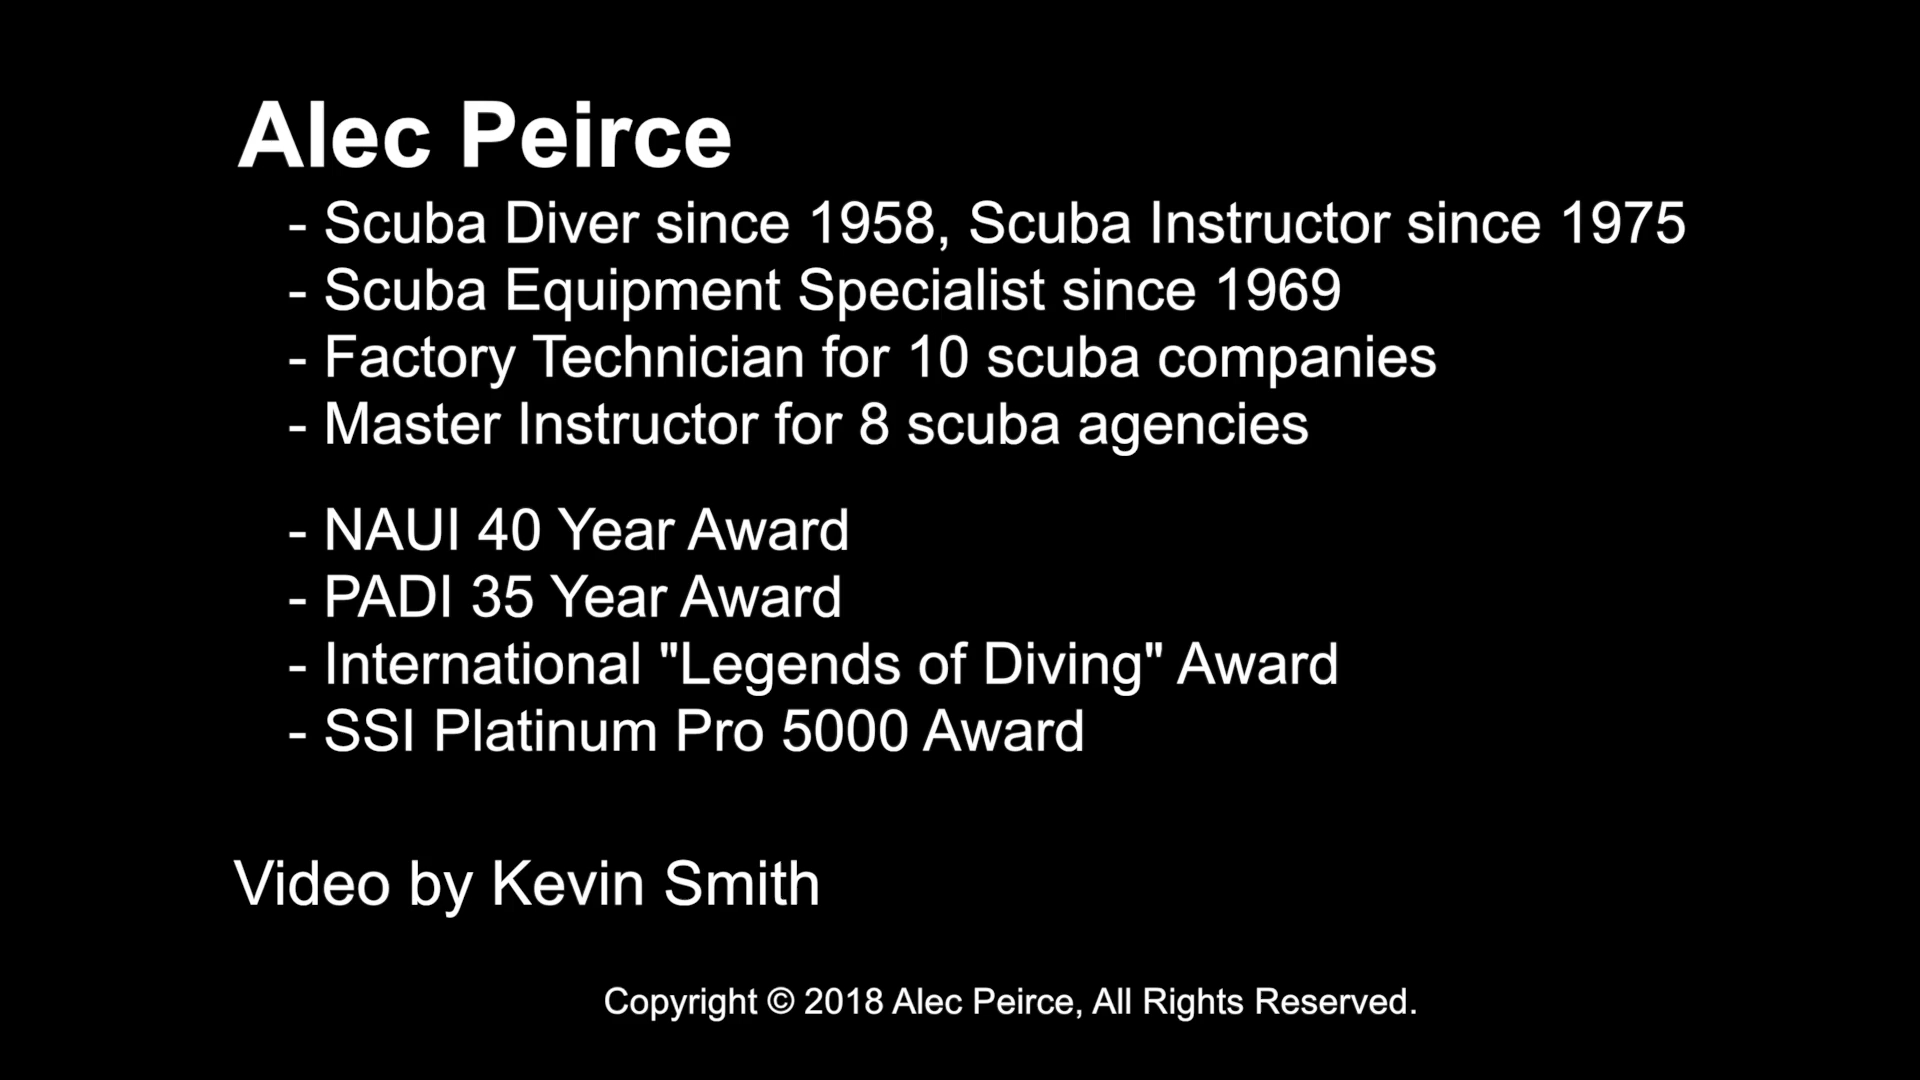 Alec Peirce
- Scuba Diver since 1958, Scuba Instructor since 1975
- Scuba Equipment Specialist since 1969
- Factory Technician for 10 scuba companies
- Master Instructor for 8 scuba agencies
- NAUI 40 Year Award
- PADI 35 Year Award
- International "Legends of Diving" Award
- SSI Platinum Pro 5000 Award
Video by Kevin Smith
Copyright © 2018 Alec Peirce, All Rights Reserved.